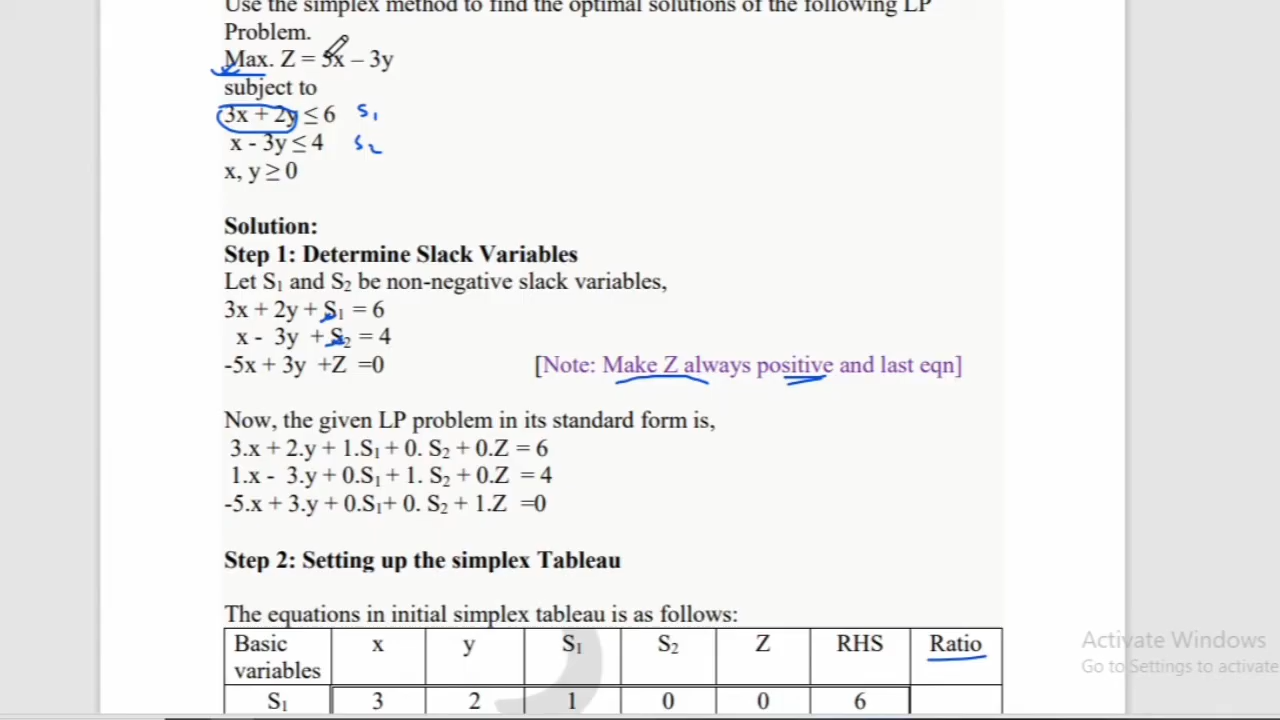 Use the simplex method to find the optimal solutions of the following LP
Problem.
Max. Z = 5x – 3y
subject to
3x + 2y ≤ 6 S₁
x - 3y ≤ 4 S₂
x, y ≥ 0
Solution:
Step 1: Determine Slack Variables
Let S₁ and S₂ be non-negative slack variables,
3x + 2y + S₁ = 6
x - 3y + S₂ = 4
-5x + 3y +Z =0 [Note: Make Z always positive and last eqn]
Now, the given LP problem in its standard form is,
3.x + 2.y + 1.S₁ + 0. S₂ + 0.Z = 6
1.x - 3.y + 0.S₁ + 1. S₂ + 0.Z = 4
-5.x + 3.y + 0.S₁+ 0. S₂ + 1.Z =0
Step 2: Setting up the simplex Tableau
The equations in initial simplex tableau is as follows:
Basic variables x y S₁ S₂ Z RHS Ratio
S₁ 3 2 1 0 0 6
Activate Windows
Go to Settings to activate